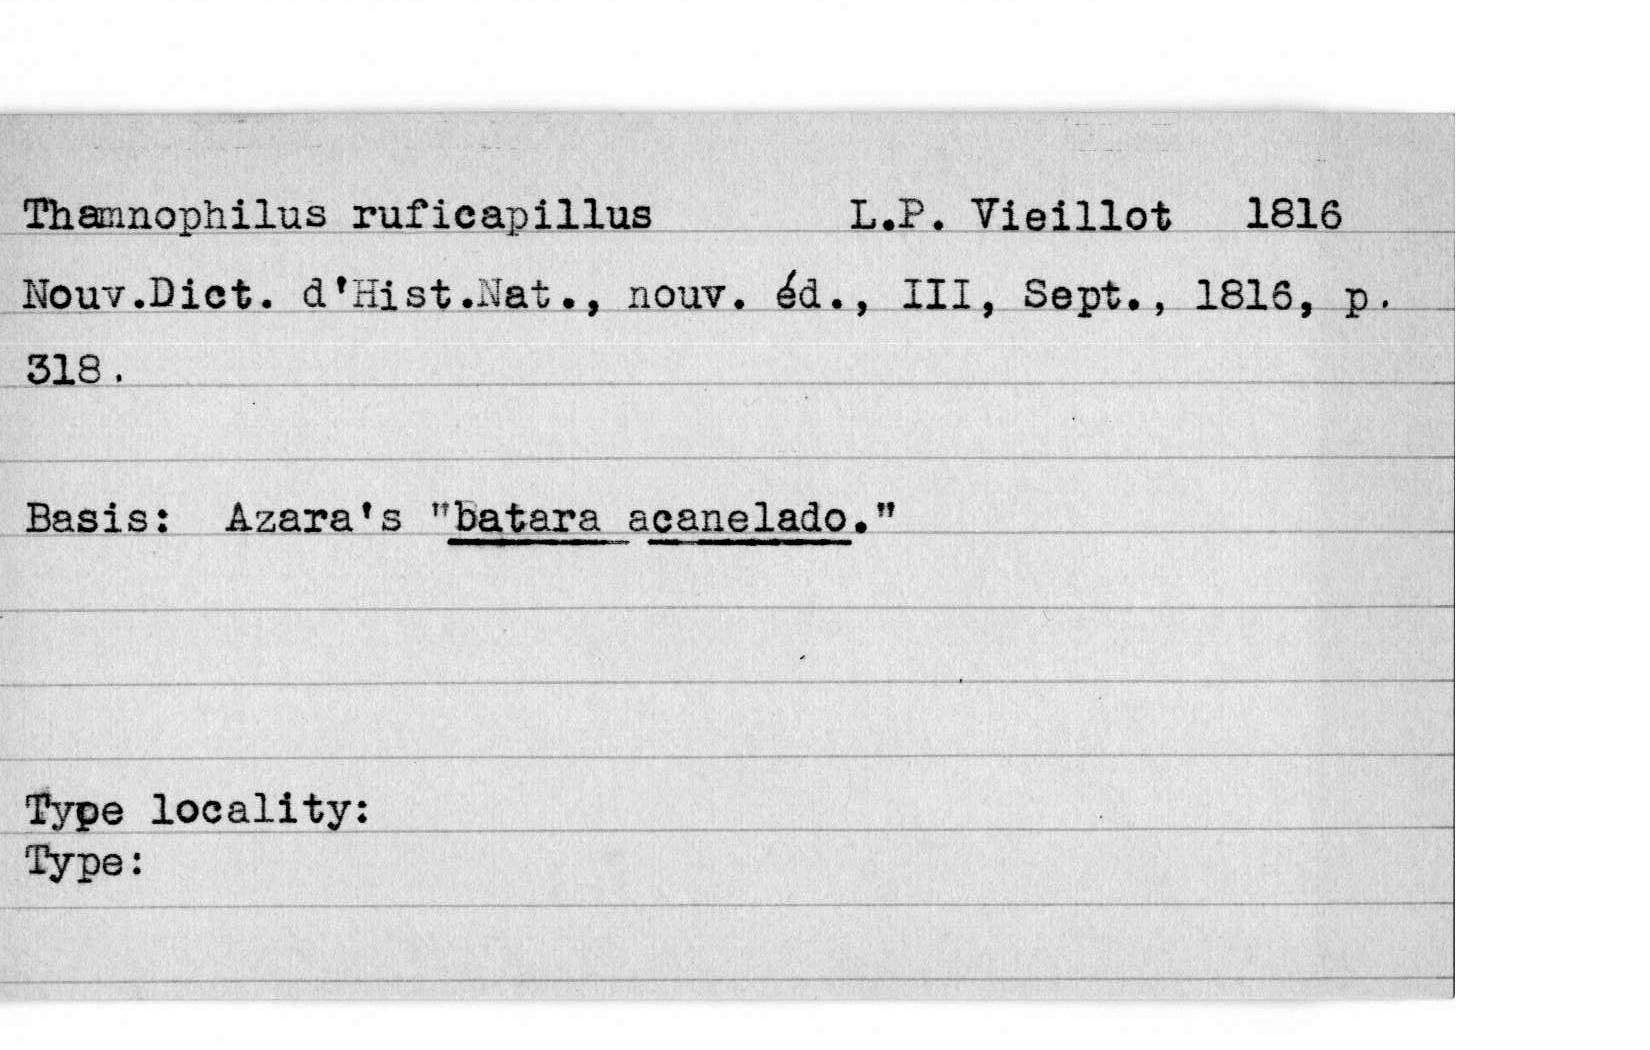 Thamnophilus ruficapillus L.P. Vieillot 1816
Nouv.Dict. d'Hist.Nat., nouv. éd., III, Sept., 1816, p.
318.
Basis: Azara's "batara acanelado."
Type locality:
Type: